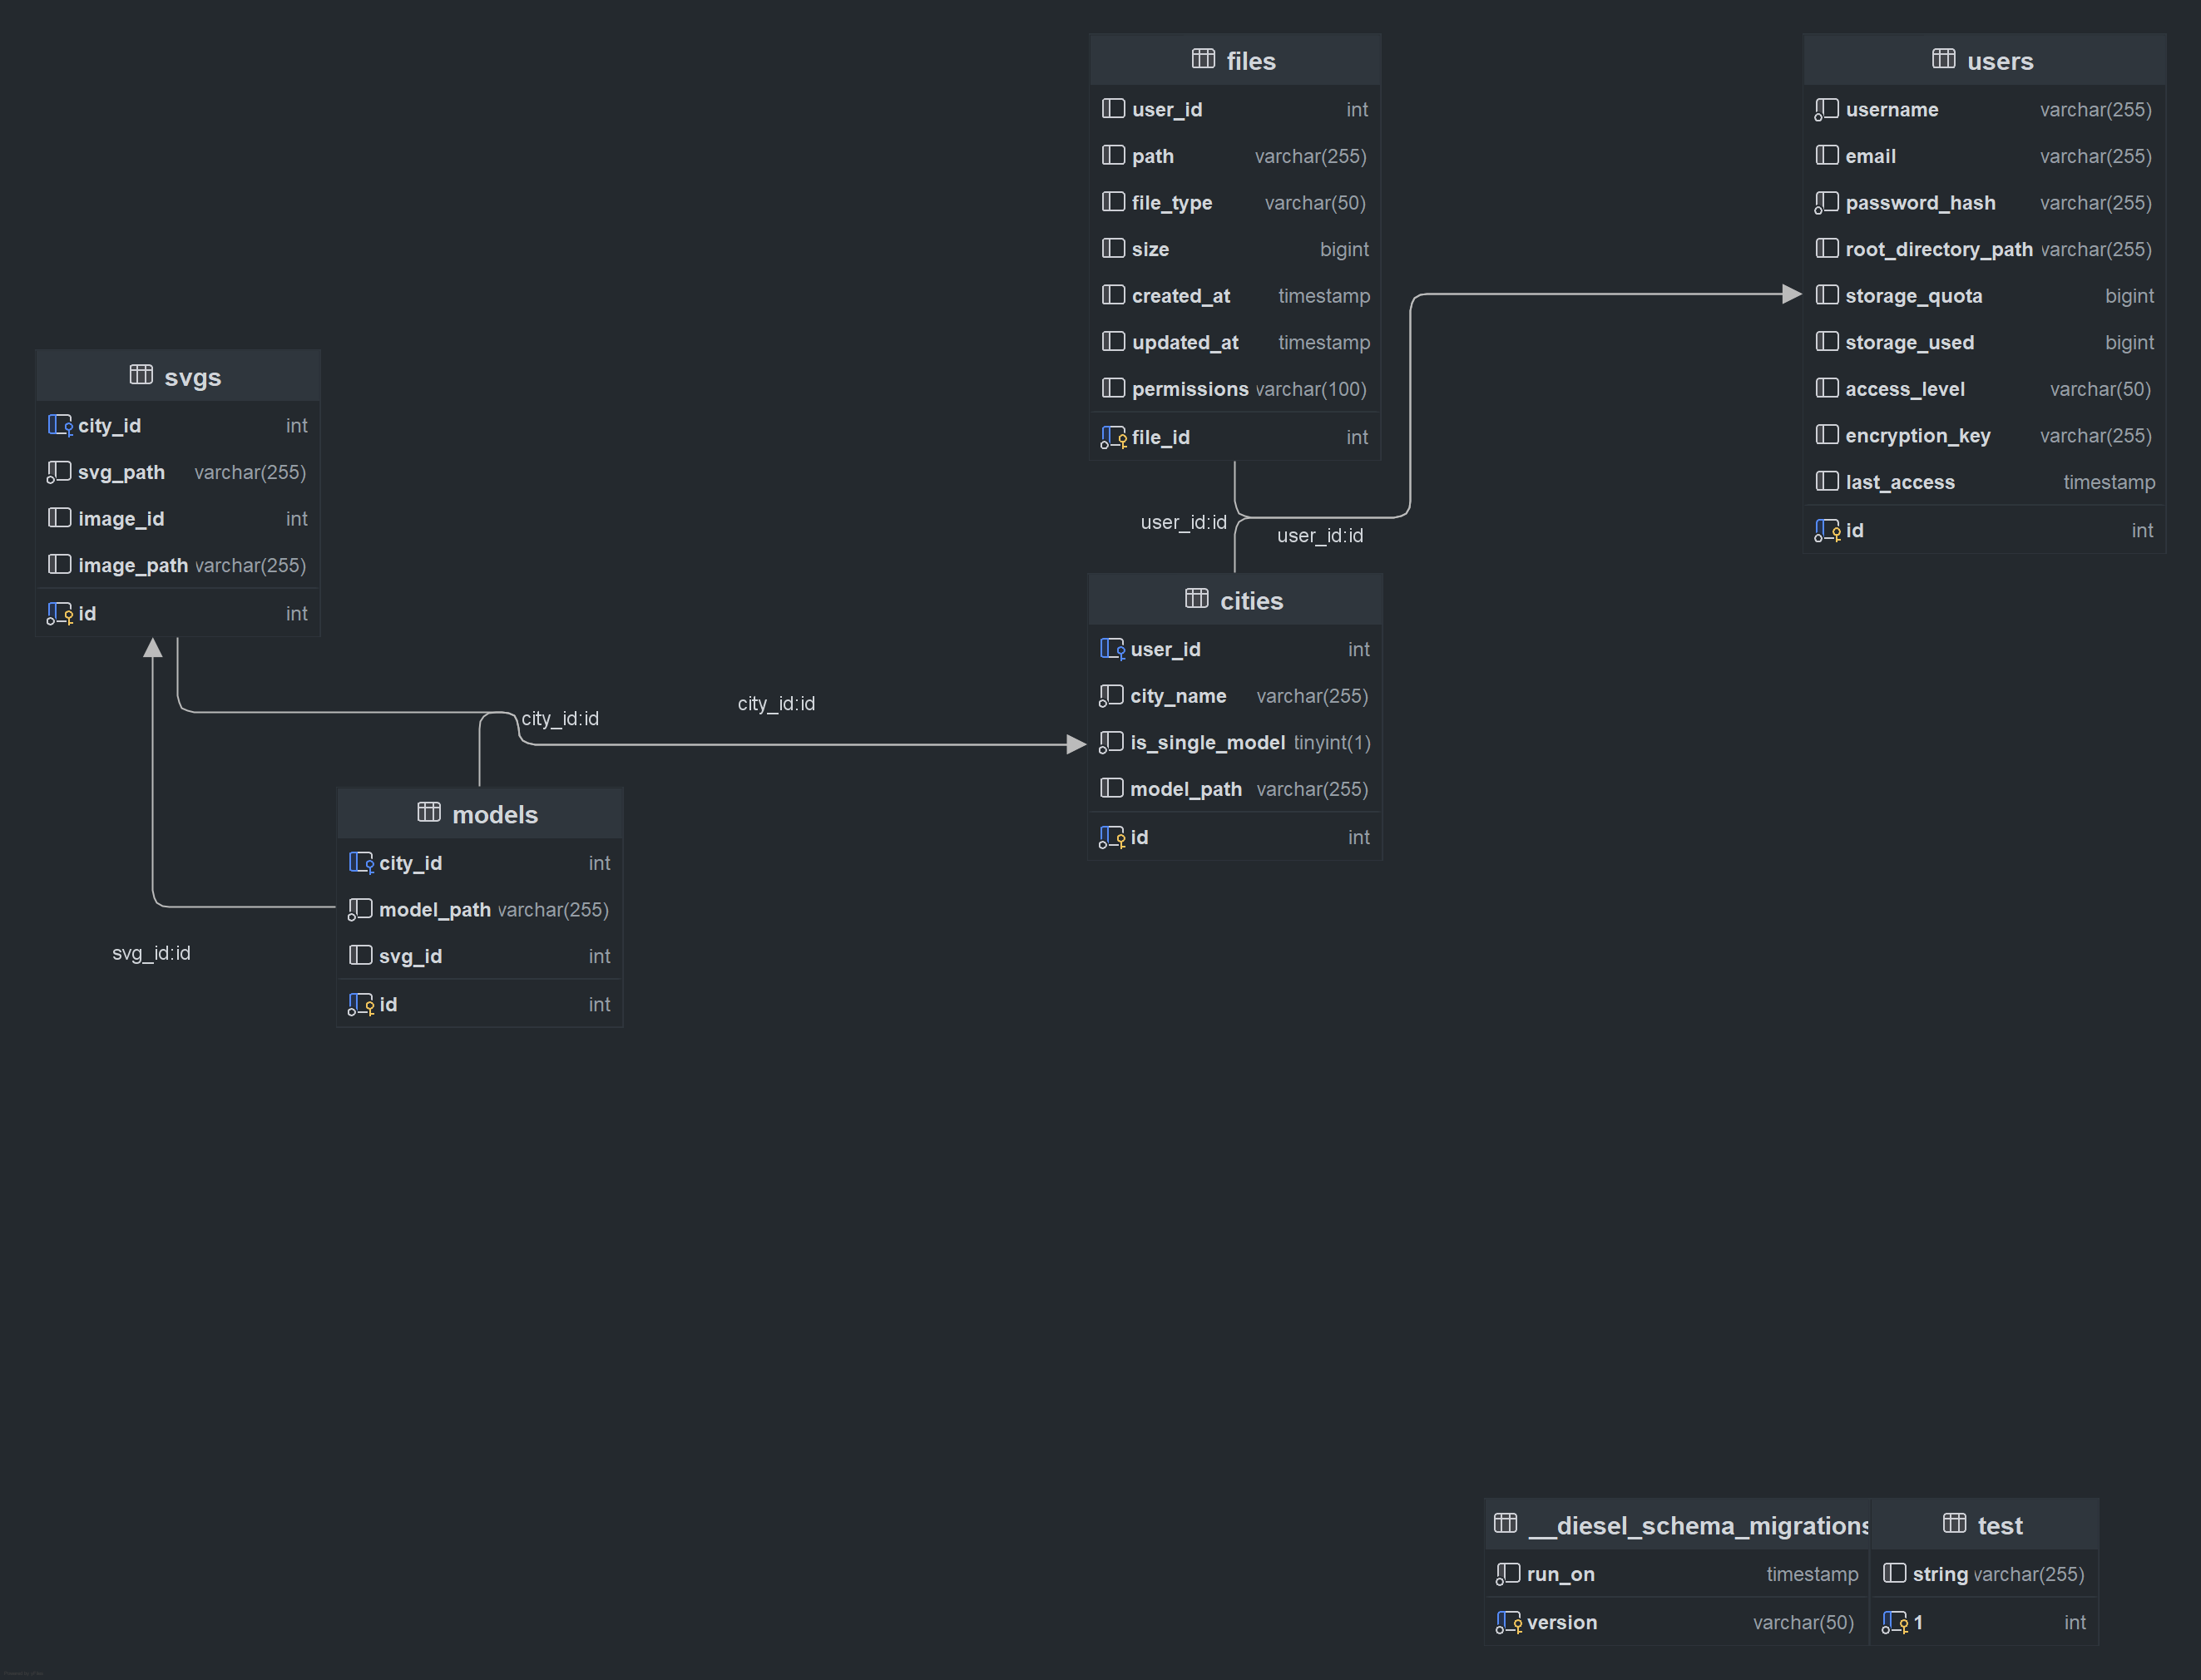 files
user_id int
path varchar(255)
file_type varchar(50)
size bigint
created_at timestamp
updated_at timestamp
permissions varchar(100)
file_id int
users
username varchar(255)
email varchar(255)
password_hash varchar(255)
root_directory_path varchar(255)
storage_quota bigint
storage_used bigint
access_level varchar(50)
encryption_key varchar(255)
last_access timestamp
id int
svgs
city_id int
svg_path varchar(255)
image_id int
image_path varchar(255)
id int
user_id:id
user_id:id
cities
user_id int
city_name varchar(255)
is_single_model tinyint(1)
model_path varchar(255)
id int
city_id:id
city_id:id
models
city_id int
model_path varchar(255)
svg_id int
id int
svg_id:id
__diesel_schema_migrations
run_on timestamp
version varchar(50)
test
string varchar(255)
1 int